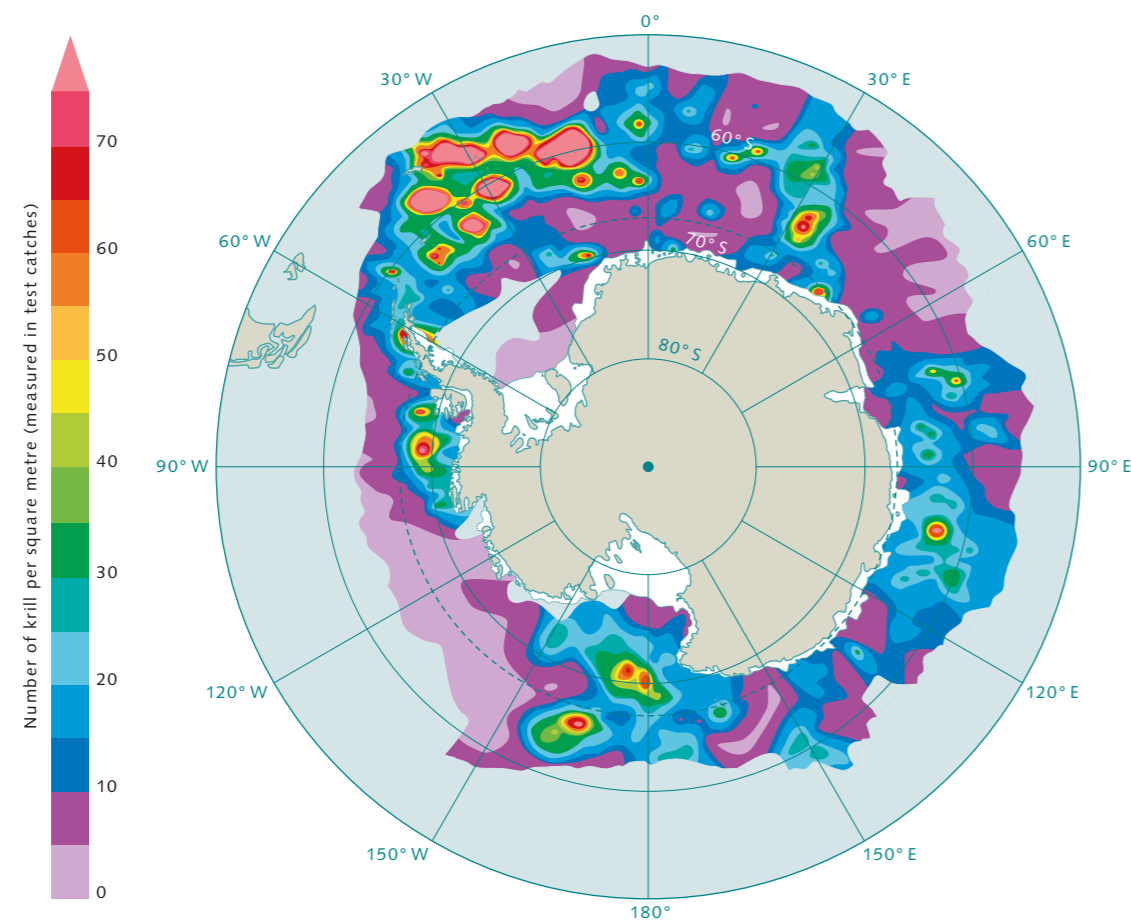 Number of krill per square metre (measured in test catches)
70
60
50
40
30
20
10
0
0°
30° W
30° E
60° S
60° W
70° S
60° E
80° S
90° W
90° E
120° W
120° E
150° W
150° E
180°